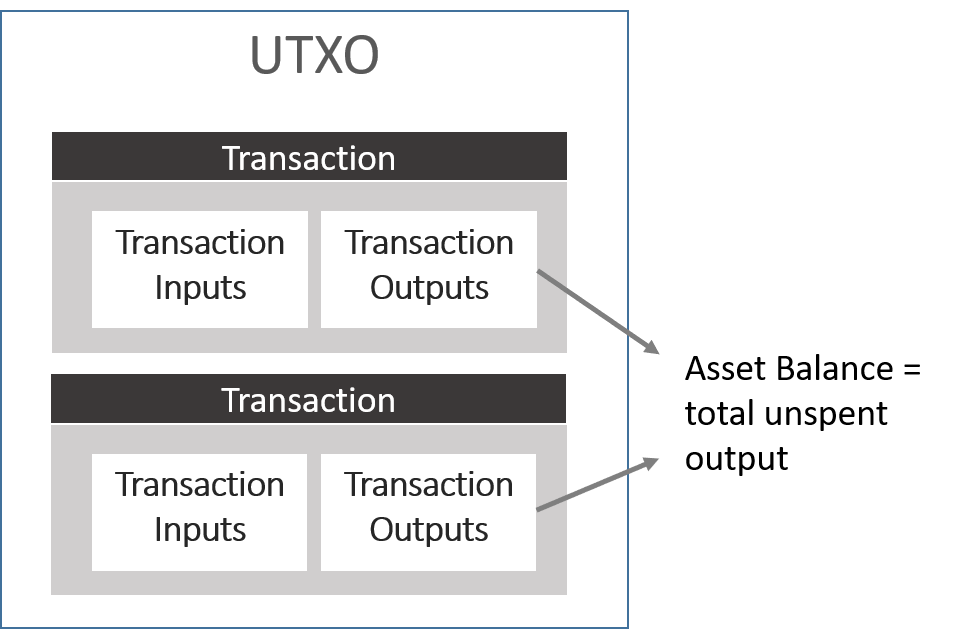 UTXO
Transaction
Transaction
Inputs
Transaction
Outputs
Transaction
Transaction
Inputs
Transaction
Outputs
Asset Balance =
total unspent
output